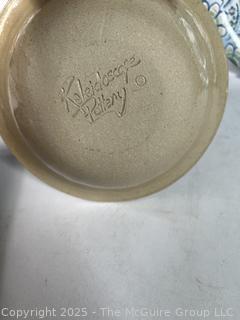 Kaleidoscope
Pottery ©
Copyright ©2025 - The McGuire Group LLC